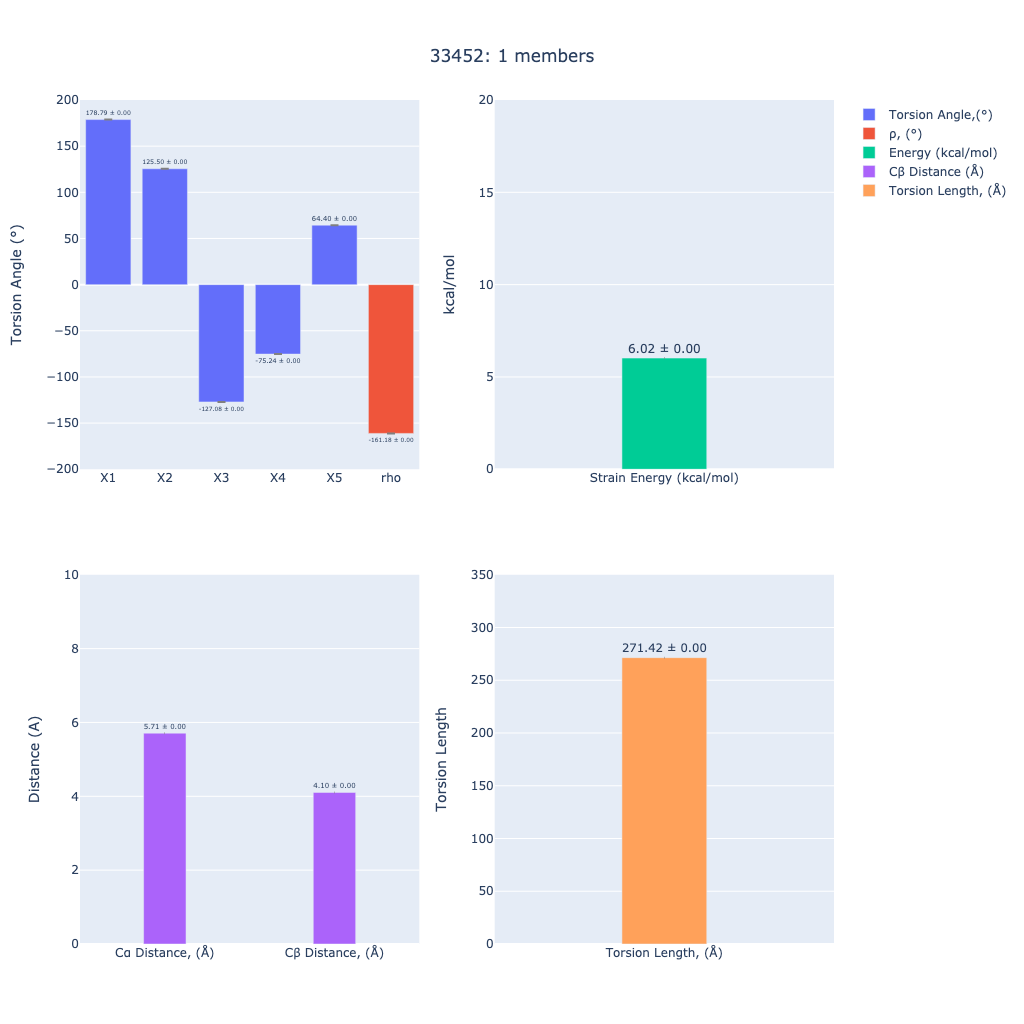 33452: 1 members
Torsion Angle (°)
200
150
100
50
0
−50
−100
−150
−200
178.79 ± 0.00
125.50 ± 0.00
-127.08 ± 0.00
-75.24 ± 0.00
64.40 ± 0.00
-161.18 ± 0.00
X1
X2
X3
X4
X5
rho
kcal/mol
20
15
10
5
0
6.02 ± 0.00
Strain Energy (kcal/mol)
Torsion Angle,(°)
ρ, (°)
Energy (kcal/mol)
Cβ Distance (Å)
Torsion Length, (Å)
Distance (A)
10
8
6
4
2
0
5.71 ± 0.00
4.10 ± 0.00
Cα Distance, (Å)
Cβ Distance, (Å)
Torsion Length
350
300
250
200
150
100
50
0
271.42 ± 0.00
Torsion Length, (Å)